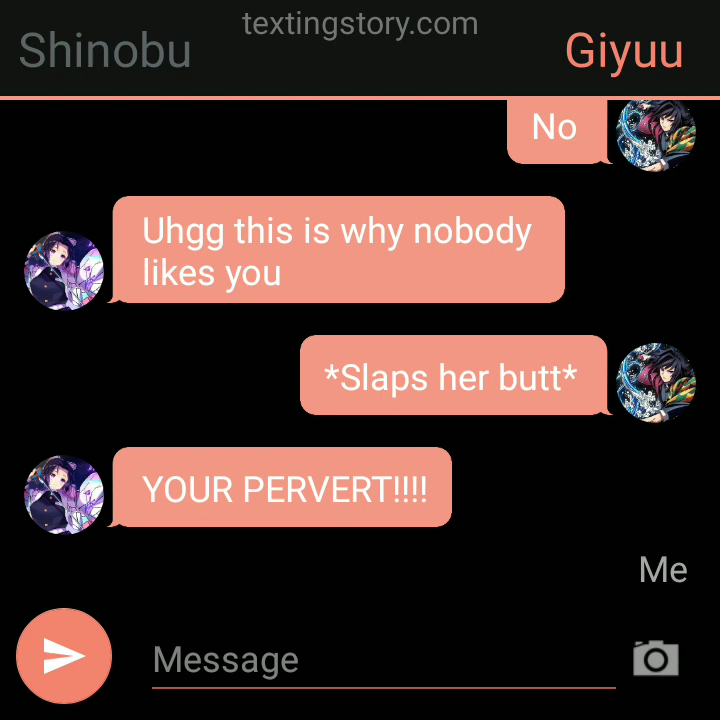 textingstory.com
Shinobu
Giyuu
No
Uhgg this is why nobody
likes you
*Slaps her butt*
YOUR PERVERT!!!!
Me
Message